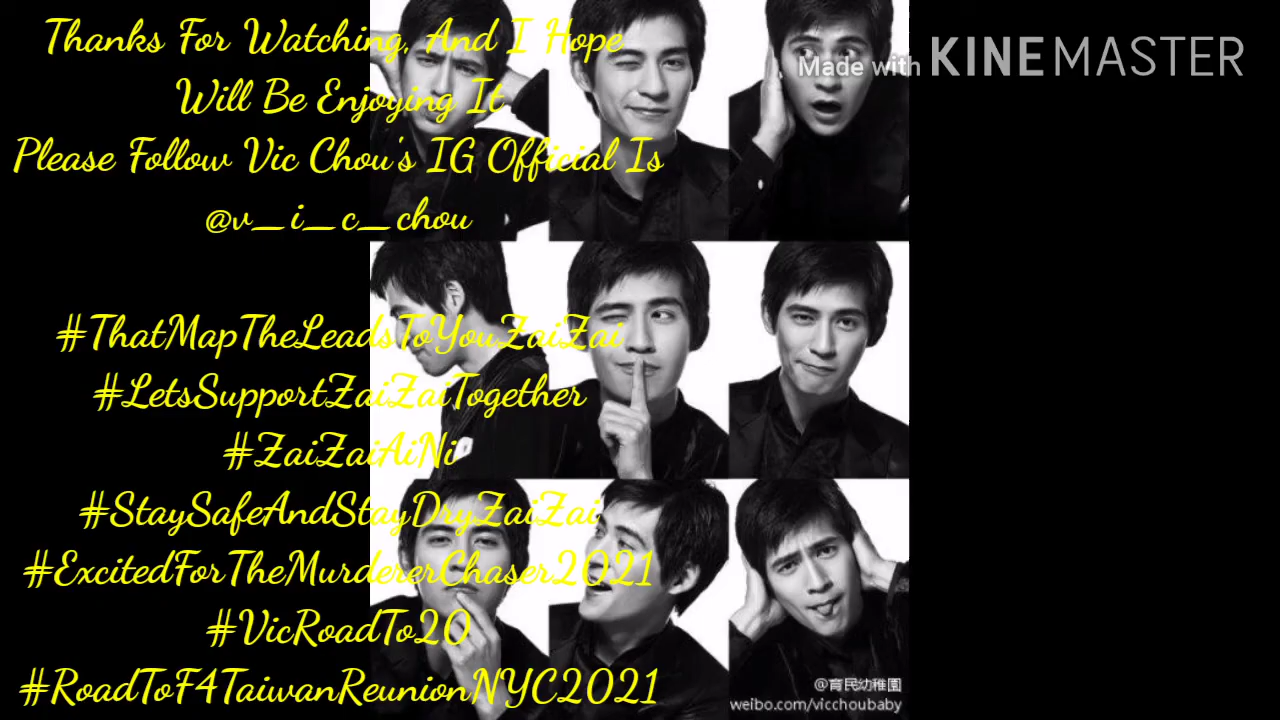 Thanks For Watching, And I Hope
Will Be Enjoying It
Please Follow Vic Chou's IG Official Is
@v_i_c_chou
#ThatMapTheLeadsToYouZaiZai
#LetsSupportZaiZaiTogether
#ZaiZaiAiNi
#StaySafeAndStayDryZaiZai
#ExcitedForTheMurdererChaser2021
#VicRoadTo20
#RoadToF4TaiwanReunionNYC2021
Made with KINEMASTER
@育民幼稚園
weibo.com/vicchoubaby